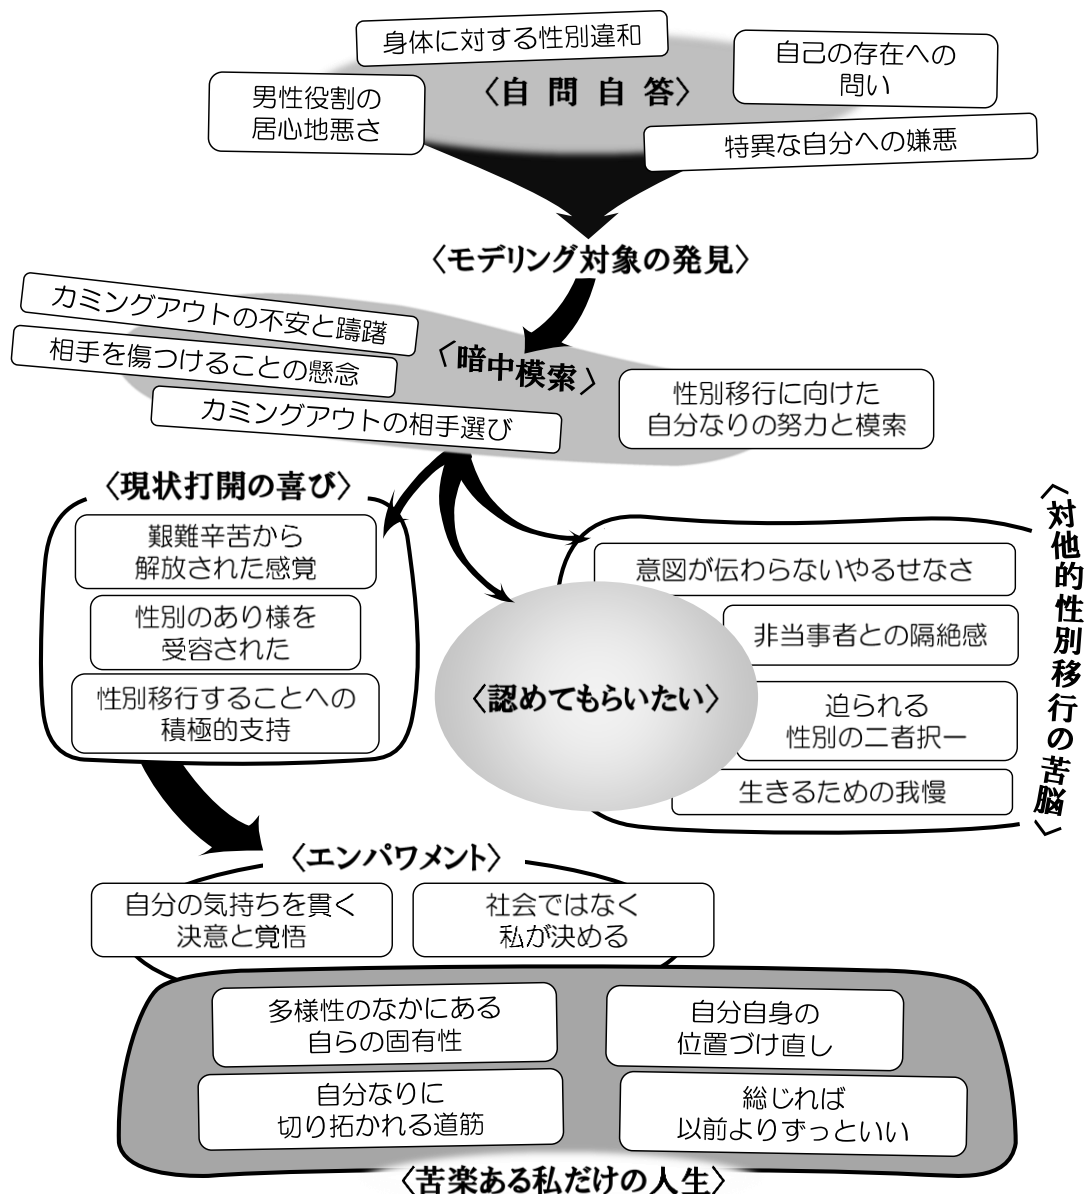 身体に対する性別違和
〈自問自答〉
自己の存在への
問い
男性役割の
居心地悪さ
特異な自分への嫌悪
〈モデリング対象の発見〉
カミングアウトの不安と躊躇
相手を傷つけることの懸念
カミングアウトの相手選び
〈暗中模索〉
性別移行に向けた
自分なりの努力と模索
〈現状打開の喜び〉
艱難辛苦から
解放された感覚
性別のあり様を
受容された
性別移行することへの
積極的支持
〈認めてもらいたい〉
〈対他的性別移行の苦脳〉
意図が伝わらないやるせなさ
非当事者との隔絶感
迫られる
性別の二者択一
生きるための我慢
〈エンパワメント〉
自分の気持ちを貫く
決意と覚悟
社会ではなく
私が決める
多様性のなかにある
自らの固有性
自分自身の
位置づけ直し
自分なりに
切り拓かれる道筋
総じれば
以前よりずっといい
〈苦楽ある私だけの人生〉